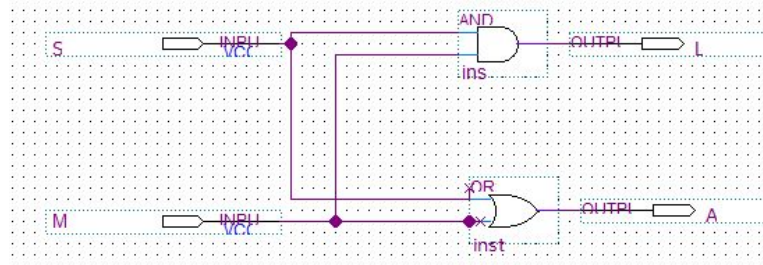 AND
S INPU VCC OUTPU L
ins
OR
M INPU VCC OUTPU A
inst